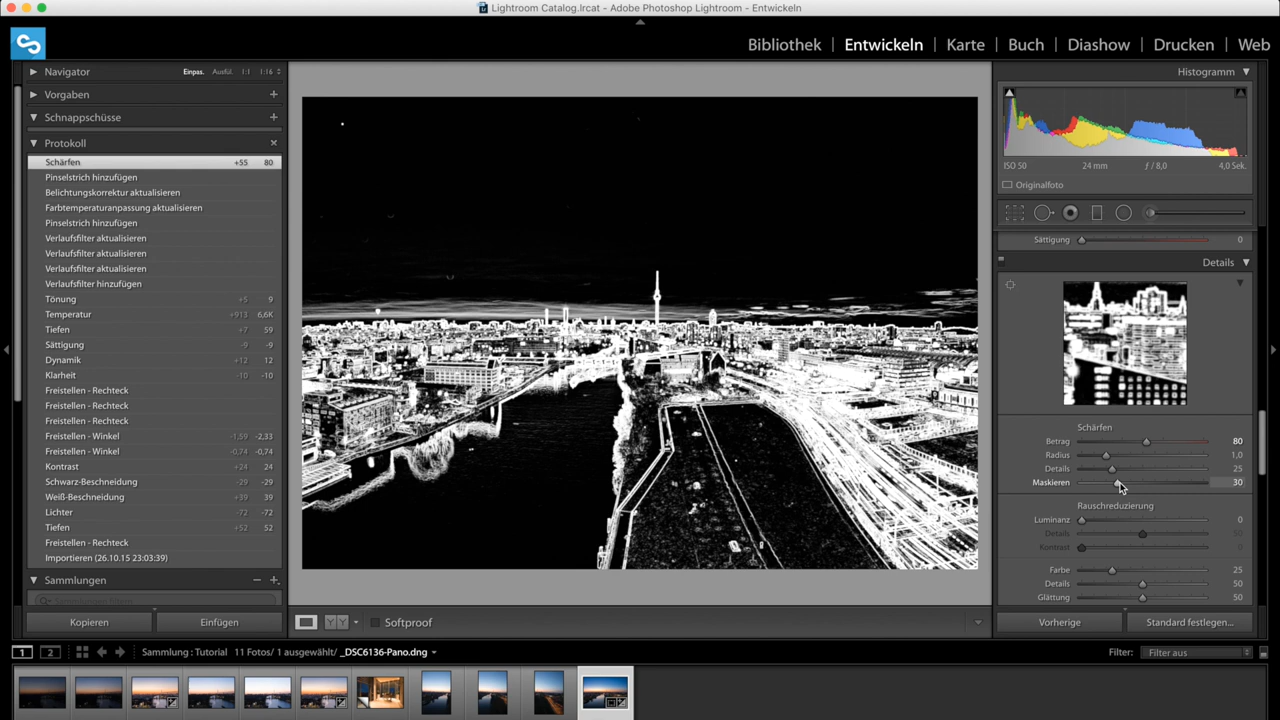 Lightroom Catalog.lrcat - Adobe Photoshop Lightroom - Entwickeln
Bibliothek | Entwickeln | Karte | Buch | Diashow | Drucken | Web
Navigator Einpas. Ausfül. 1:1 1:16
Vorgaben
Schnappschüsse
Protokoll
Schärfen +55 80
Pinselstrich hinzufügen
Belichtungskorrektur aktualisieren
Farbtemperaturanpassung aktualisieren
Pinselstrich hinzufügen
Verlaufsfilter aktualisieren
Verlaufsfilter aktualisieren
Verlaufsfilter aktualisieren
Verlaufsfilter hinzufügen
Tönung +5 9
Temperatur +913 6,6K
Tiefen +7 59
Sättigung -9 -9
Dynamik +12 12
Klarheit -10 -10
Freistellen - Rechteck
Freistellen - Rechteck
Freistellen - Rechteck
Freistellen - Winkel -1,59 -2,33
Freistellen - Winkel -0,74 -0,74
Kontrast +24 24
Schwarz-Beschneidung -29 -29
Weiß-Beschneidung +39 39
Lichter -72 -72
Tiefen +52 52
Freistellen - Rechteck
Importieren (26.10.15 23:03:39)
Sammlungen
Sammlungen filtern
Kopieren Einfügen
Softproof
Histogramm
ISO 50 24 mm ƒ / 8,0 4,0 Sek.
Originalfoto
Sättigung 0
Details
Schärfen
Betrag 80
Radius 1,0
Details 25
Maskieren 30
Rauschreduzierung
Luminanz 0
Details 50
Kontrast 0
Farbe 25
Details 50
Glättung 50
Vorherige Standard festlegen...
1 2 Sammlung : Tutorial 11 Fotos/ 1 ausgewählt/ _DSC6136-Pano.dng Filter: Filter aus